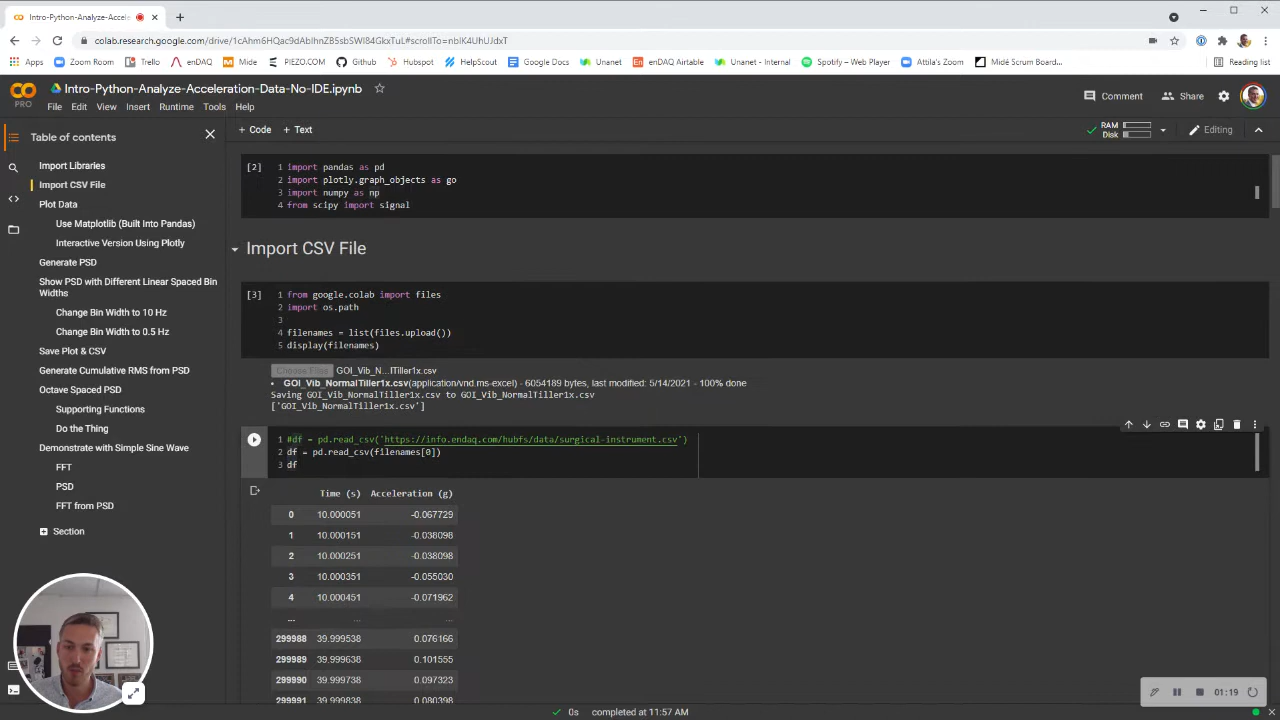 Intro-Python-Analyze-Accele
colab.research.google.com/drive/1cAhm6HQac9dAblhnZB5sbSWI84GkxTuL#scrollTo=nbIK4UhUJdxT
Apps Zoom Room Trello enDAQ Mide PIEZO.COM Github Hubspot HelpScout Google Docs Unanet enDAQ Airtable Unanet - Internal Spotify – Web Player Attila's Zoom Midé Scrum Board... Reading list
Intro-Python-Analyze-Acceleration-Data-No-IDE.ipynb
PRO
File Edit View Insert Runtime Tools Help
Comment Share
Table of contents
+ Code + Text
RAM
Disk
Editing
Import Libraries
Import CSV File
Plot Data
Use Matplotlib (Built Into Pandas)
Interactive Version Using Plotly
Generate PSD
Show PSD with Different Linear Spaced Bin
Widths
Change Bin Width to 10 Hz
Change Bin Width to 0.5 Hz
Save Plot & CSV
Generate Cumulative RMS from PSD
Octave Spaced PSD
Supporting Functions
Do the Thing
Demonstrate with Simple Sine Wave
FFT
PSD
FFT from PSD
Section
[2] 1 import pandas as pd
2 import plotly.graph_objects as go
3 import numpy as np
4 from scipy import signal
Import CSV File
[3] 1 from google.colab import files
2 import os.path
3
4 filenames = list(files.upload())
5 display(filenames)
Choose Files GOI_Vib_N...lTiller1x.csv
• GOI_Vib_NormalTiller1x.csv(application/vnd.ms-excel) - 6054189 bytes, last modified: 5/14/2021 - 100% done
Saving GOI_Vib_NormalTiller1x.csv to GOI_Vib_NormalTiller1x.csv
['GOI_Vib_NormalTiller1x.csv']
1 #df = pd.read_csv('https://info.endaq.com/hubfs/data/surgical-instrument.csv')
2 df = pd.read_csv(filenames[0])
3 df
Time (s) Acceleration (g)
0 10.000051 -0.067729
1 10.000151 -0.038098
2 10.000251 -0.038098
3 10.000351 -0.055030
4 10.000451 -0.071962
... ... ...
299988 39.999538 0.076166
299989 39.999638 0.101555
299990 39.999738 0.097323
299991 39.999838 0.080398
01:19
0s completed at 11:57 AM